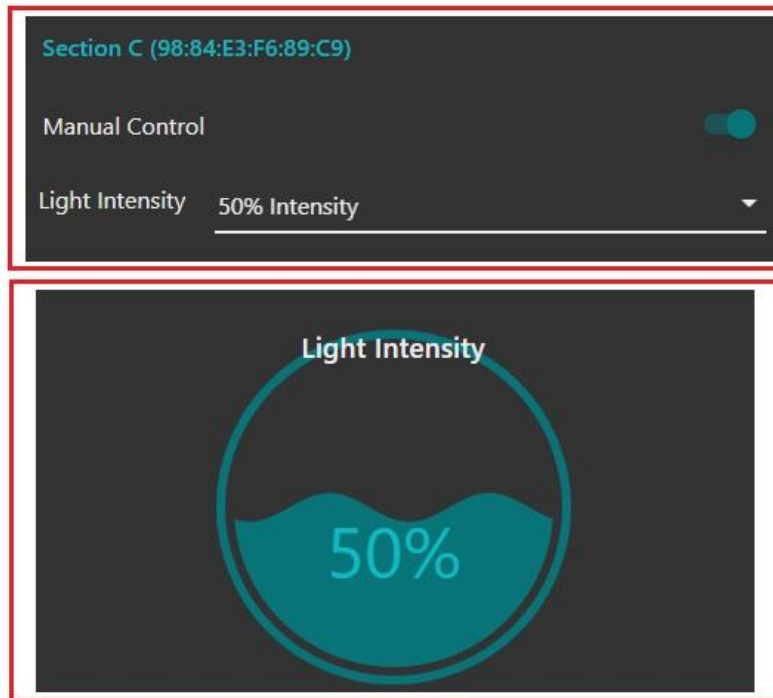 Section C (98:84:E3:F6:89:C9)
Manual Control
Light Intensity 50% Intensity
Light Intensity
50%